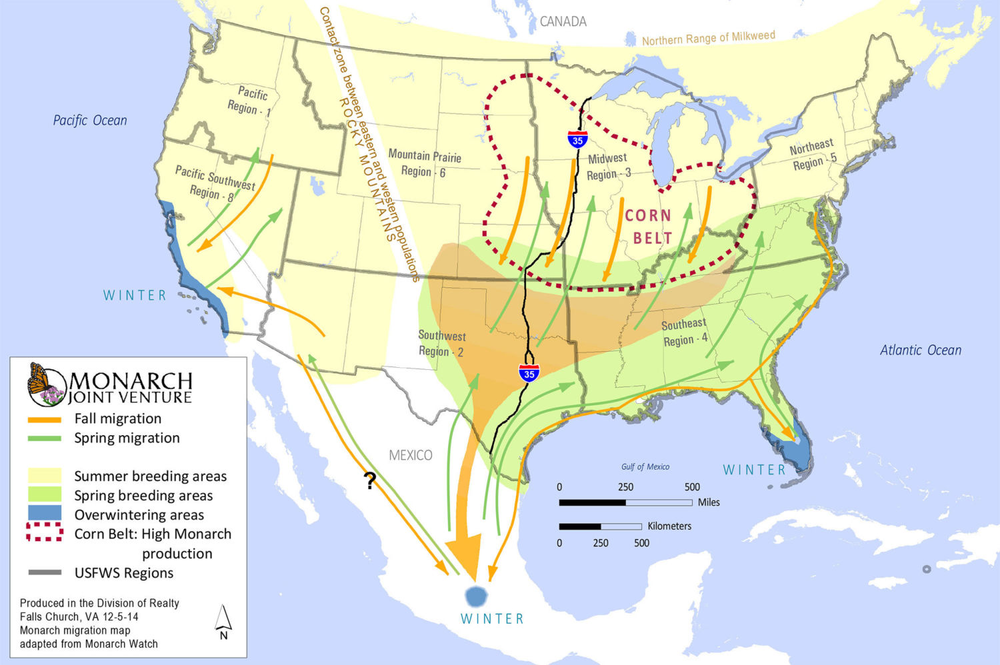 CANADA
Northern Range of Milkweed
Contact zone between eastern and western populations
ROCKY MOUNTAINS
Pacific
Region - 1
Pacific Ocean
Mountain Prairie
Region - 6
35
Midwest
Region - 3
Northeast
Region - 5
Pacific Southwest
Region - 8
CORN
BELT
WINTER
Southwest
Region - 2
Southeast
Region - 4
Atlantic Ocean
35
MEXICO
?
Gulf of Mexico
WINTER
0 250 500
Miles
Kilometers
0 250 500
WINTER
MONARCH
JOINT VENTURE
Fall migration
Spring migration
Summer breeding areas
Spring breeding areas
Overwintering areas
Corn Belt: High Monarch
production
USFWS Regions
Produced in the Division of Realty
Falls Church, VA 12-5-14
Monarch migration map
adapted from Monarch Watch
N